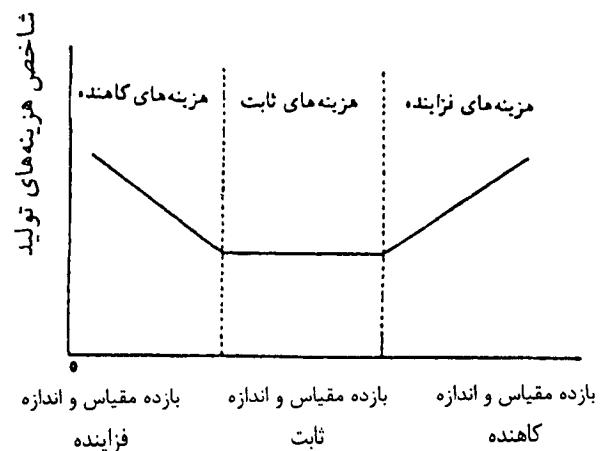 شاخص هزینه‌های تولید
هزینه‌های فزاینده
هزینه‌های ثابت
هزینه‌های کاهنده
0
بازده مقیاس و اندازه
کاهنده
بازده مقیاس و اندازه
ثابت
بازده مقیاس و اندازه
فزاینده